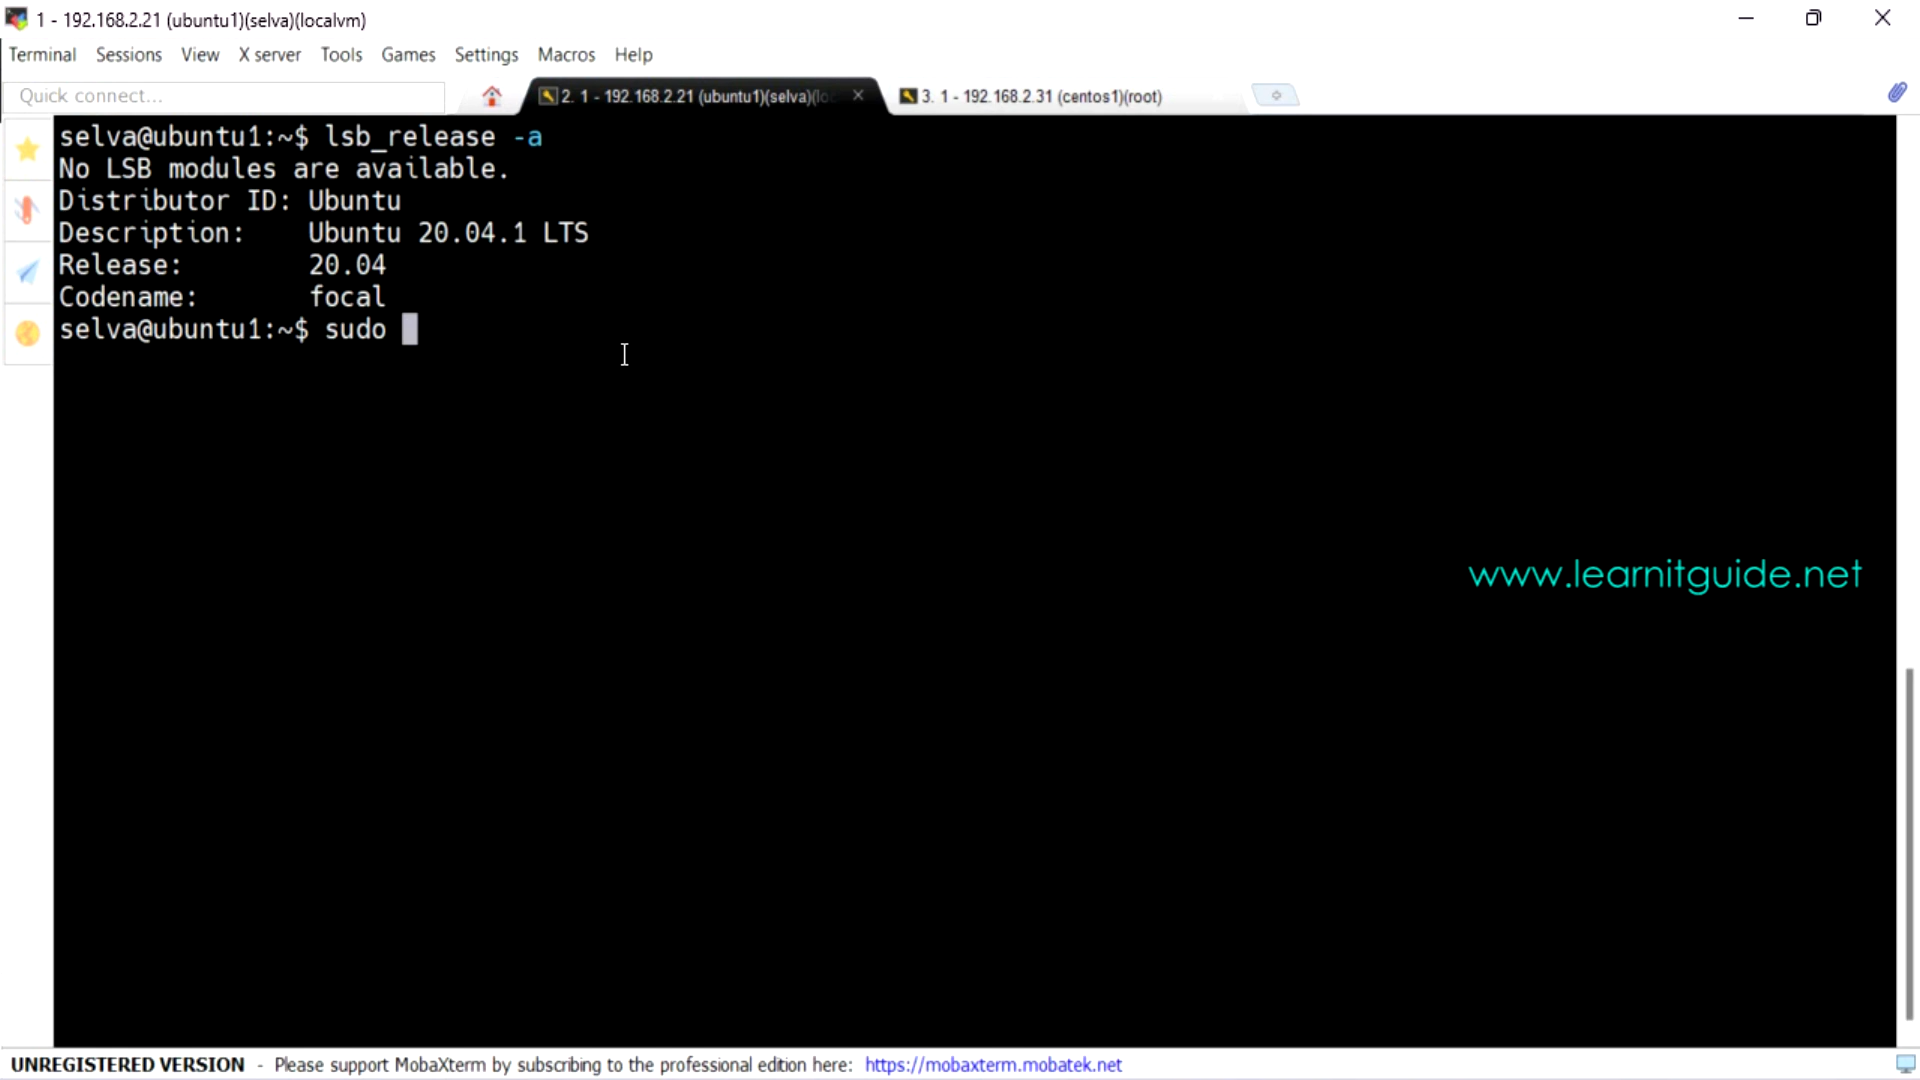 1 - 192.168.2.21 (ubuntu1)(selva)(localvm)
Terminal Sessions View X server Tools Games Settings Macros Help
Quick connect... 2. 1 - 192.168.2.21 (ubuntu1)(selva)(loc 3. 1 - 192.168.2.31 (centos1)(root)
selva@ubuntu1:~$ lsb_release -a
No LSB modules are available.
Distributor ID: Ubuntu
Description: Ubuntu 20.04.1 LTS
Release: 20.04
Codename: focal
selva@ubuntu1:~$ sudo
www.learnitguide.net
UNREGISTERED VERSION - Please support MobaXterm by subscribing to the professional edition here: https://mobaxterm.mobatek.net